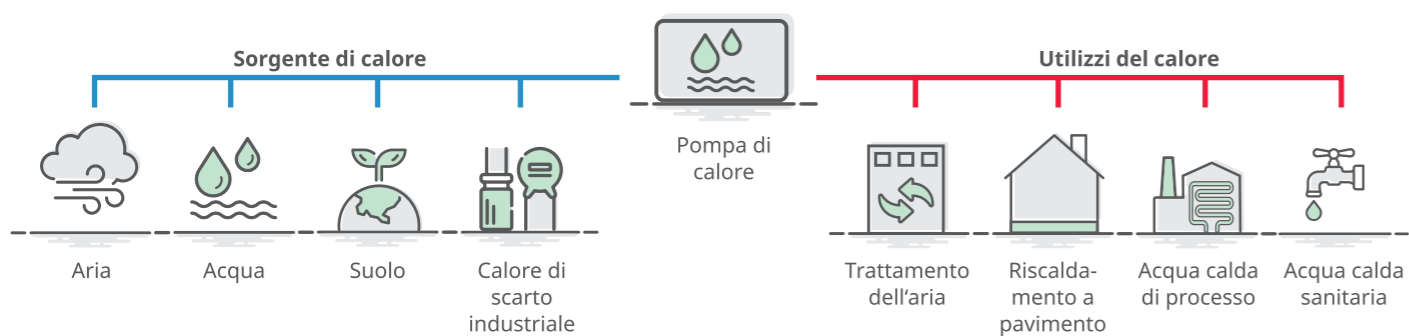 Sorgente di calore
Utilizzi del calore
Pompa di
calore
Aria
Acqua
Suolo
Calore di
scarto
industriale
Trattamento
dell‘aria
Riscalda-
mento a
pavimento
Acqua calda
di processo
Acqua calda
sanitaria